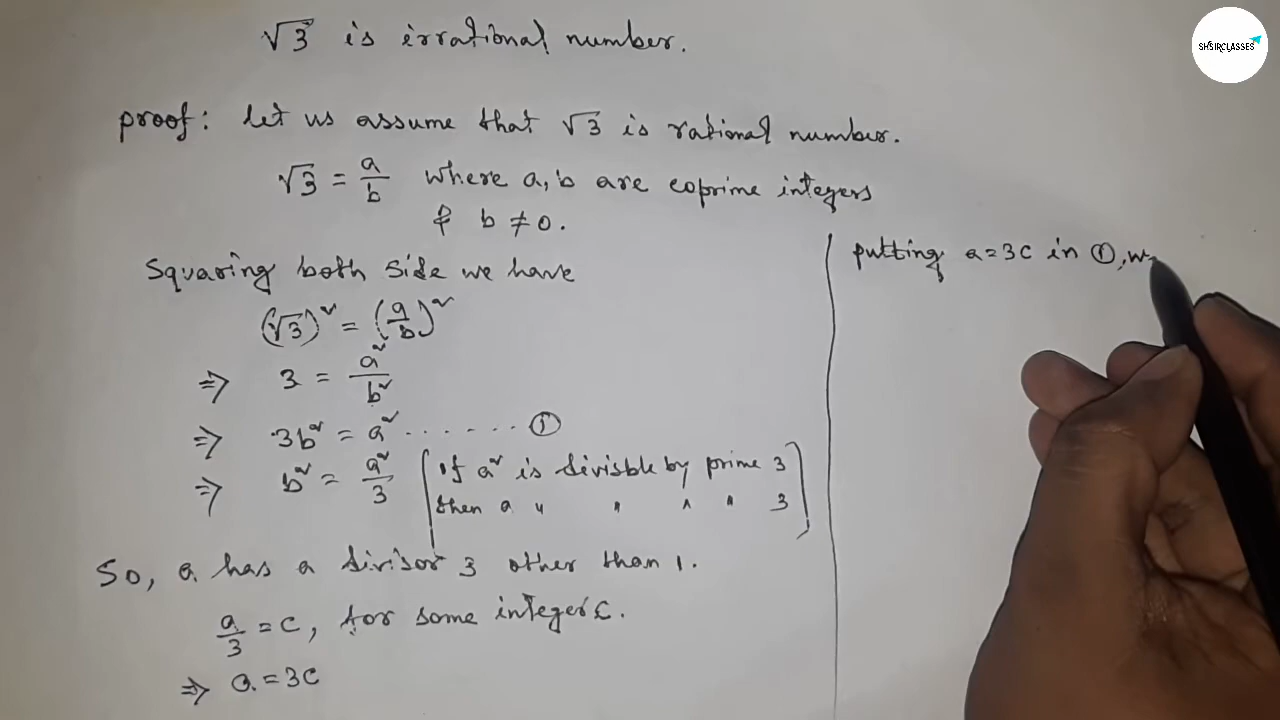 √3 is irrational number.
SHSIRCLASSES
proof: let us assume that √3 is rational number.
√3 = a/b where a, b are coprime integers
& b ≠ 0.
Squaring both side we have
(√3)² = (a/b)²
⇒ 3 = a²/b²
⇒ 3b² = a² ....... ①
⇒ b² = a²/3 [If a² is divisble by prime 3
then a " " " " 3]
So, a has a divisor 3 other than 1.
a/3 = c, for some integer c.
⇒ a = 3c
putting a = 3c in ①,